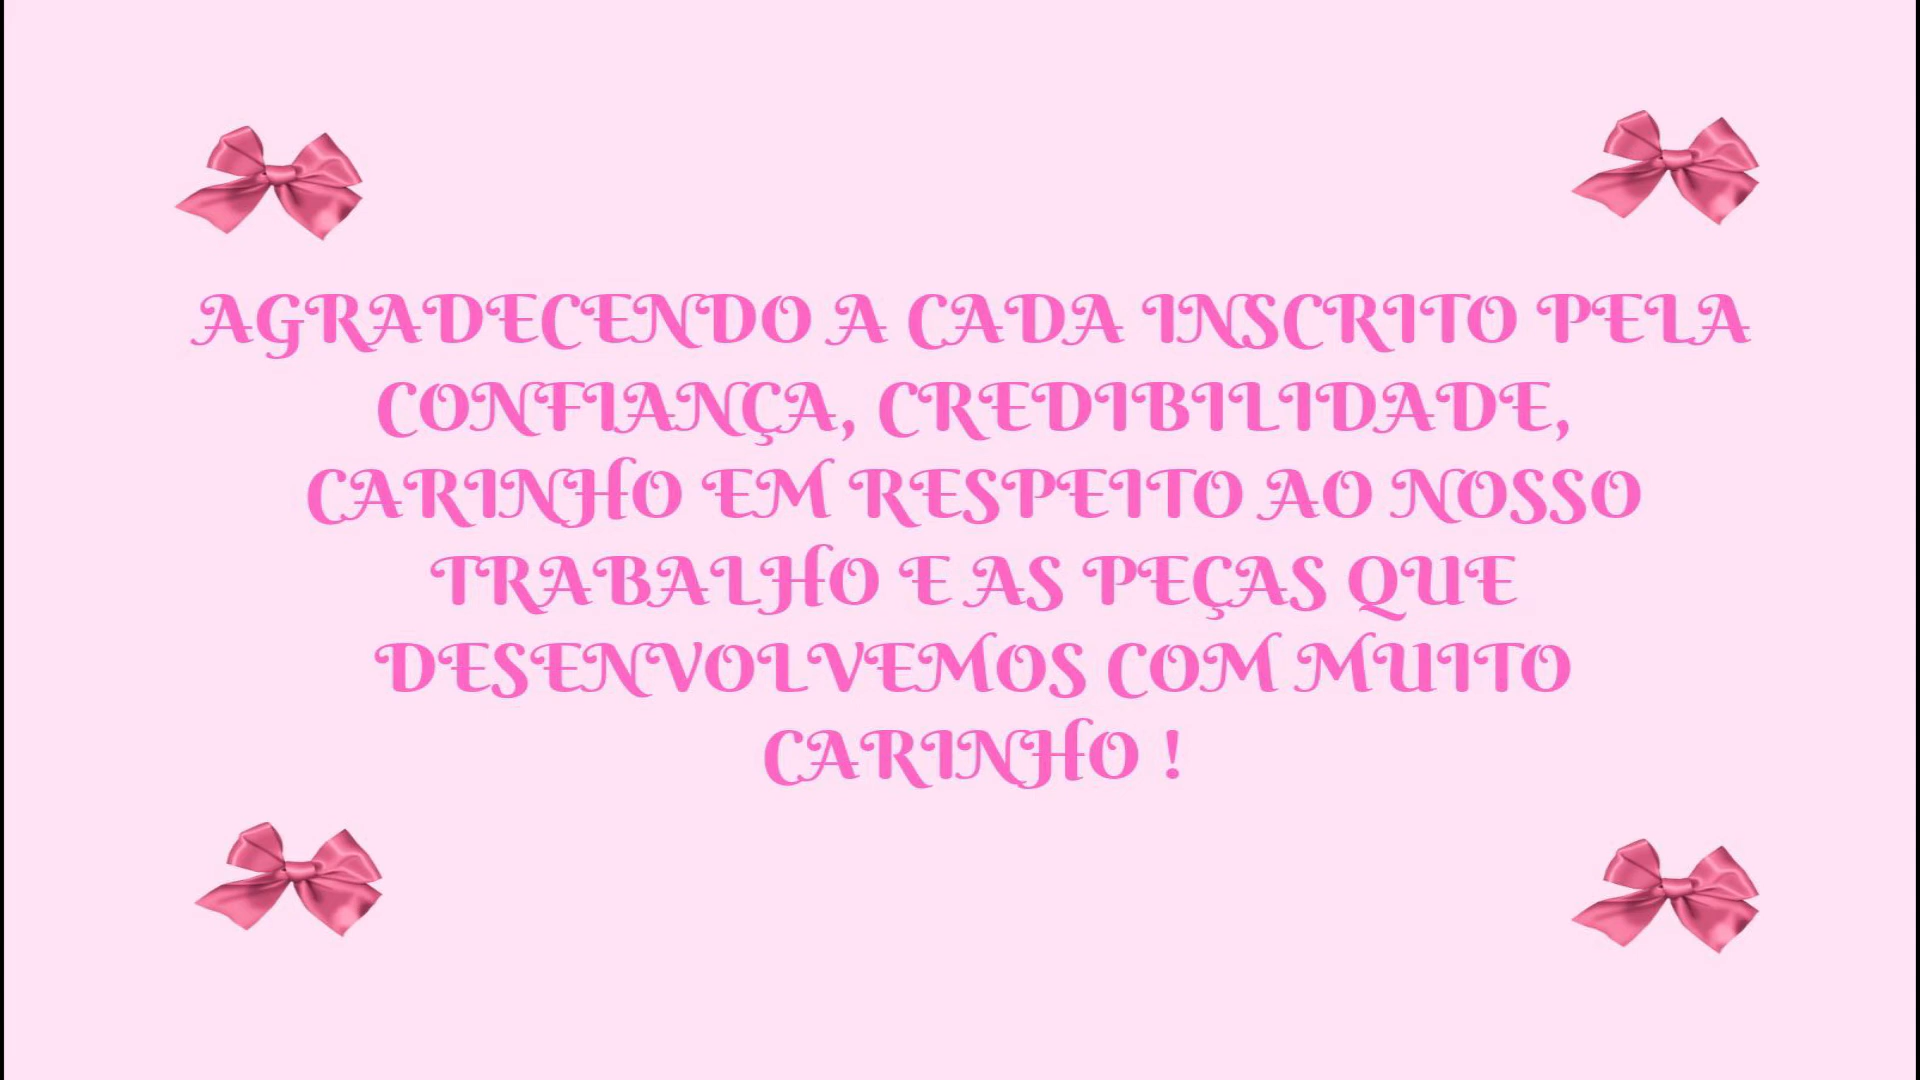 AGRADECENDO A CADA INSCRITO PELA
CONFIANÇA, CREDIBILIDADE,
CARINHO EM RESPEITO AO NOSSO
TRABALHO E AS PEÇAS QUE
DESENVOLVEMOS COM MUITO
CARINHO !